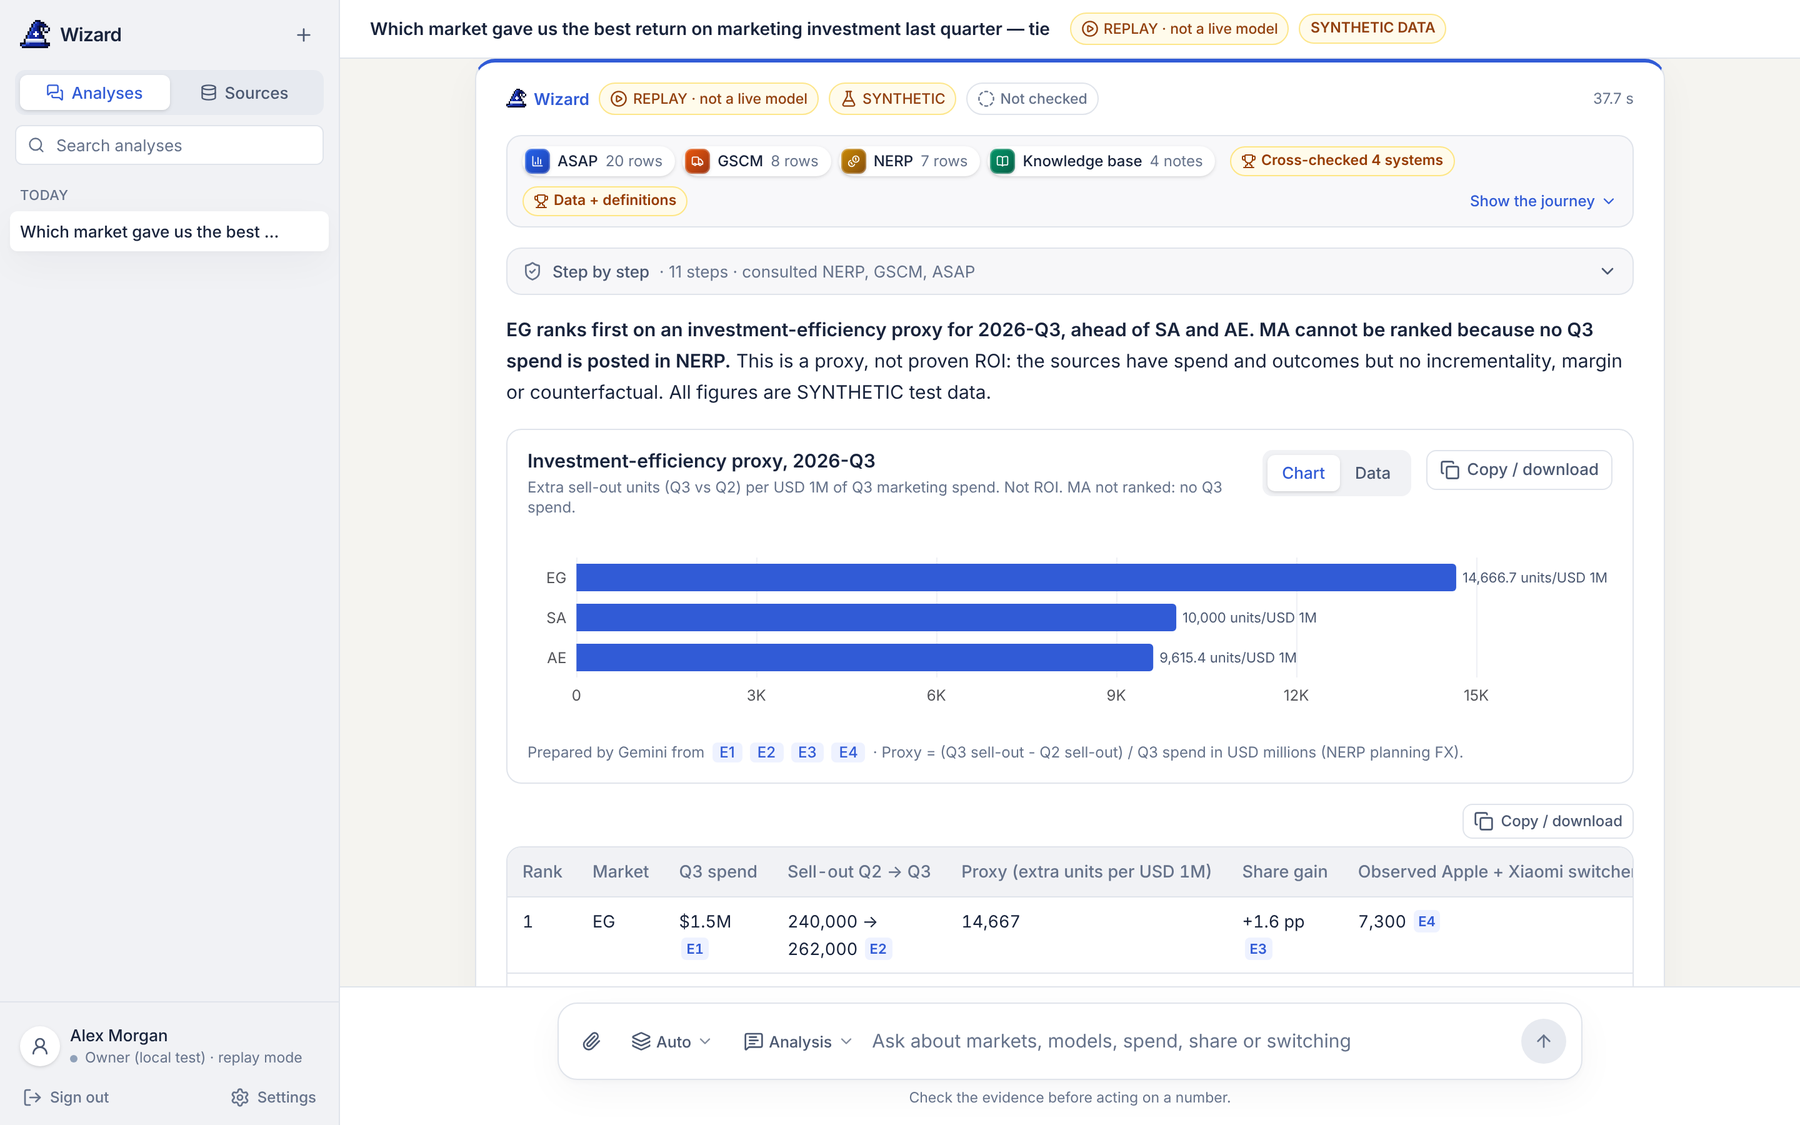 Wizard
Analyses
Sources
Search analyses
TODAY
Which market gave us the best ...
Alex Morgan
Owner (local test) · replay mode
Sign out
Settings
Which market gave us the best return on marketing investment last quarter — tie
REPLAY · not a live model
SYNTHETIC DATA
Wizard
REPLAY · not a live model
SYNTHETIC
Not checked
37.7 s
ASAP 20 rows
GSCM 8 rows
NERP 7 rows
Knowledge base 4 notes
Cross-checked 4 systems
Data + definitions
Show the journey
Step by step · 11 steps · consulted NERP, GSCM, ASAP
EG ranks first on an investment-efficiency proxy for 2026-Q3, ahead of SA and AE. MA cannot be ranked because no Q3
spend is posted in NERP. This is a proxy, not proven ROI: the sources have spend and outcomes but no incrementality, margin
or counterfactual. All figures are SYNTHETIC test data.
Investment-efficiency proxy, 2026-Q3
Extra sell-out units (Q3 vs Q2) per USD 1M of Q3 marketing spend. Not ROI. MA not ranked: no Q3
spend.
Chart
Data
Copy / download
EG 14,666.7 units/USD 1M
SA 10,000 units/USD 1M
AE 9,615.4 units/USD 1M
0 3K 6K 9K 12K 15K
Prepared by Gemini from E1 E2 E3 E4 · Proxy = (Q3 sell-out - Q2 sell-out) / Q3 spend in USD millions (NERP planning FX).
Copy / download
Rank Market Q3 spend Sell-out Q2 → Q3 Proxy (extra units per USD 1M) Share gain Observed Apple + Xiaomi
1 EG $1.5M 240,000 → 14,667 +1.6 pp 7,300 E4
E1 262,000 E2 E3
Auto
Analysis
Ask about markets, models, spend, share or switching
Check the evidence before acting on a number.